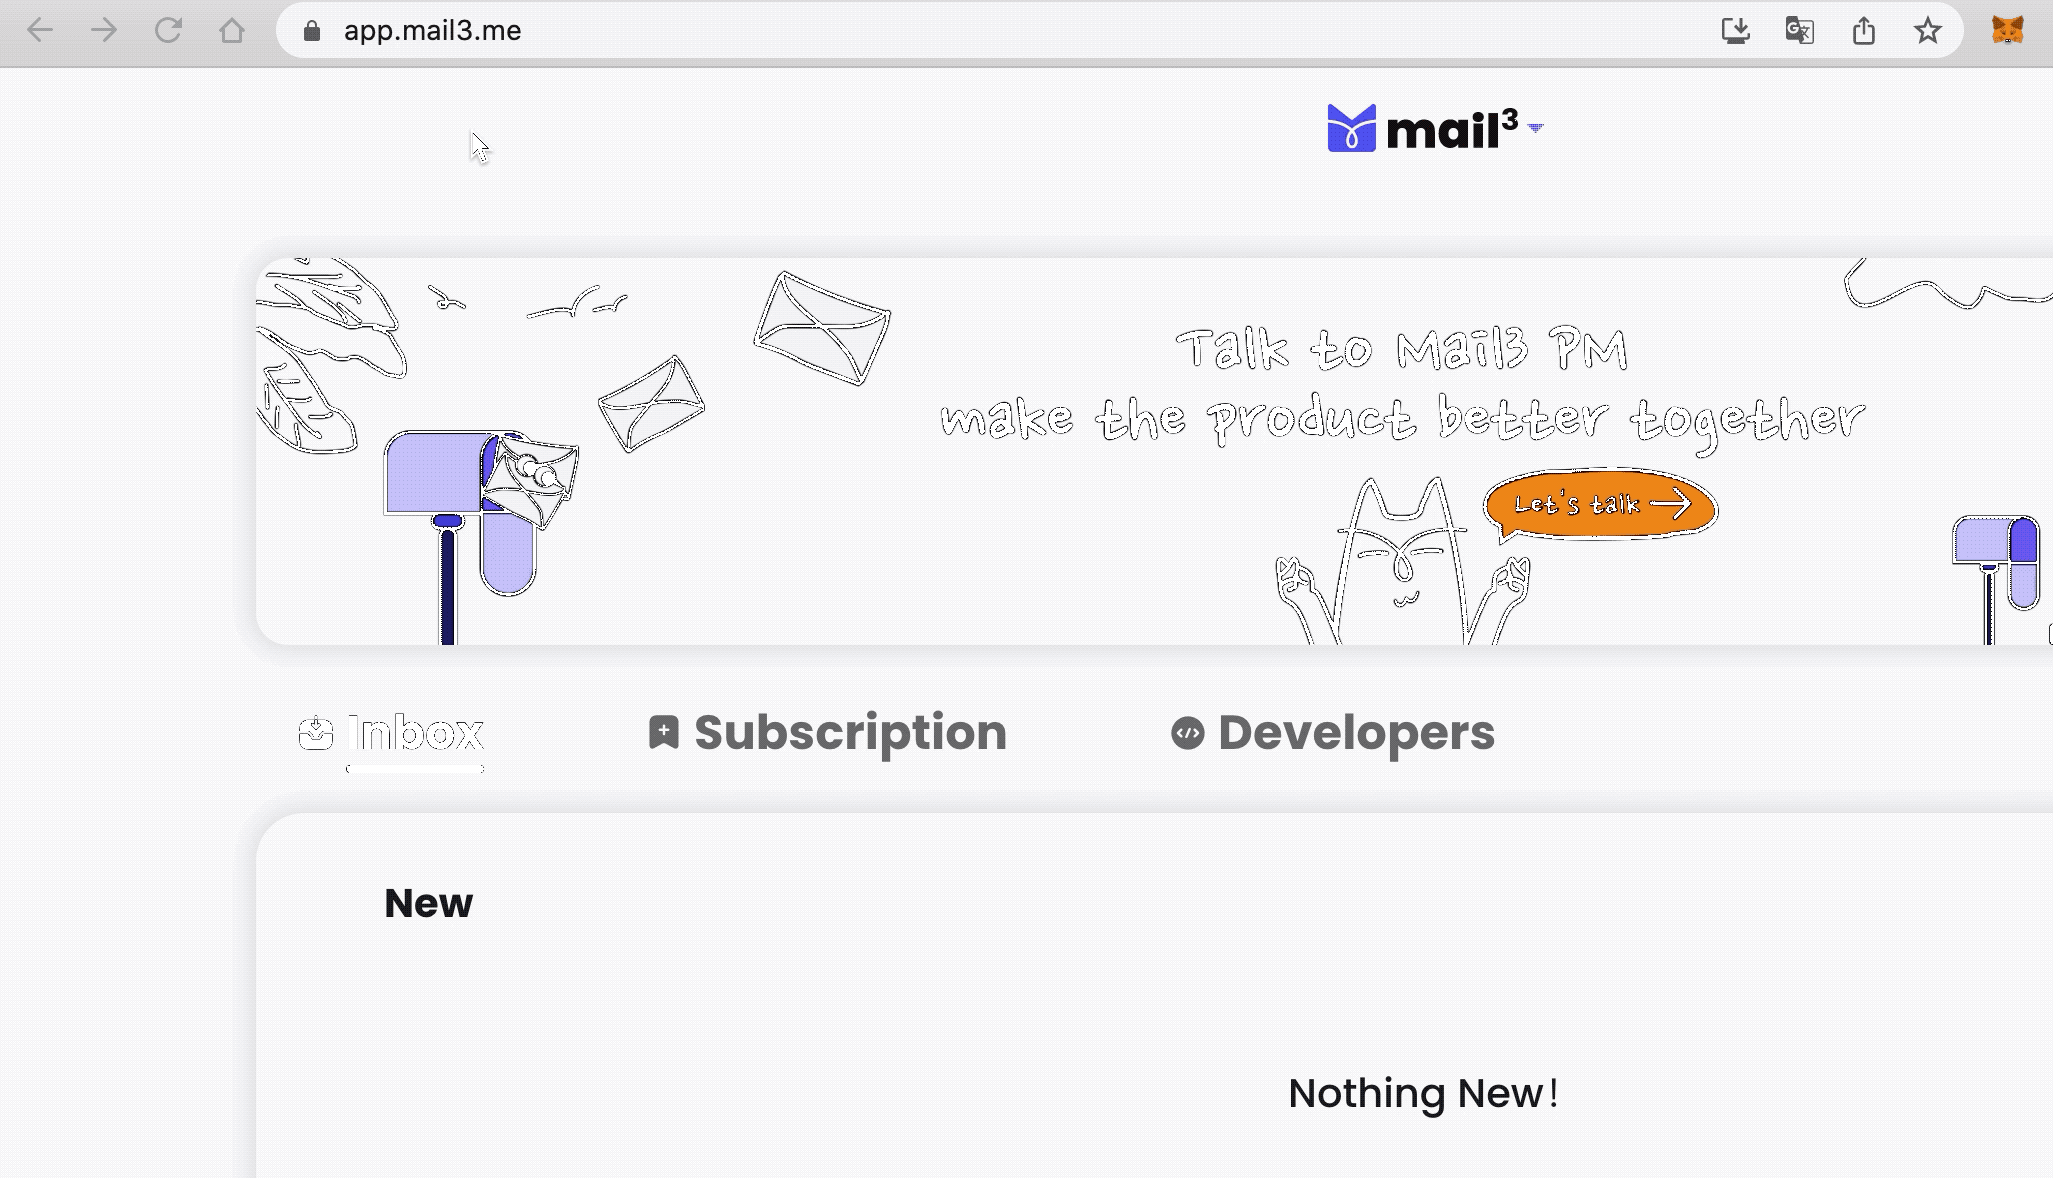 app.mail3.me
mail³
Talk to Mail3 PM
make the product better together
Let's talk
Inbox
Subscription
Developers
New
Nothing New!